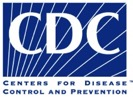 CDC
CENTERS FOR DISEASE™
CONTROL AND PREVENTION